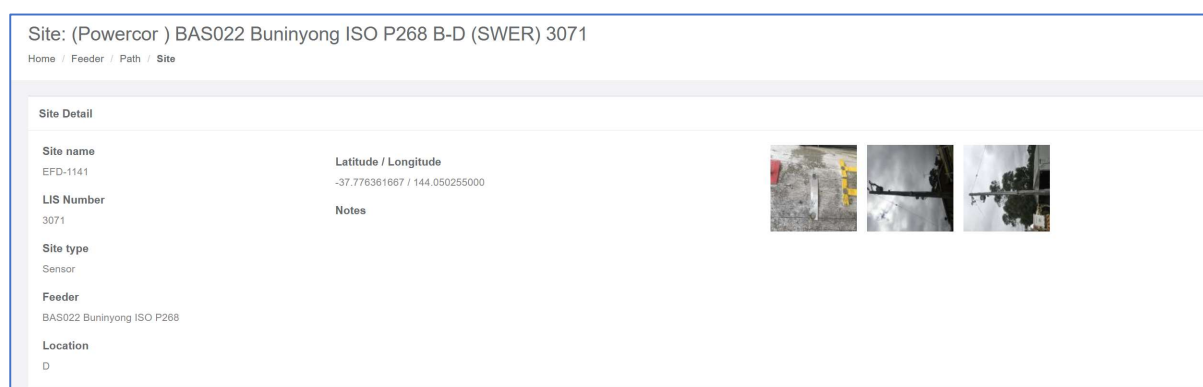 Site: (Powercor ) BAS022 Buninyong ISO P268 B-D (SWER) 3071
Home / Feeder / Path / Site
Site Detail
Site name
EFD-1141
LIS Number
3071
Site type
Sensor
Feeder
BAS022 Buninyong ISO P268
Location
D
Latitude / Longitude
-37.776361667 / 144.050255000
Notes